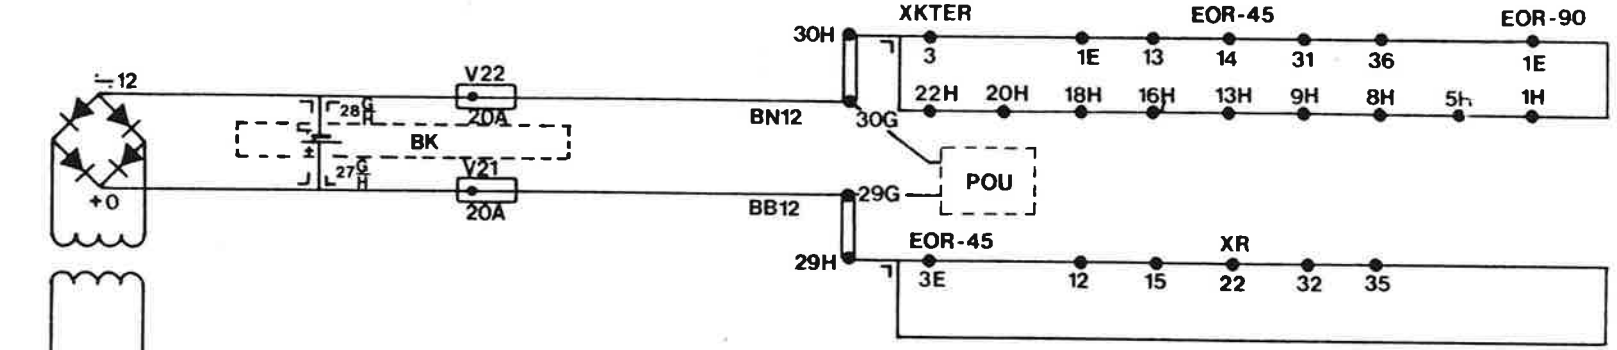 XKTER EOR-45 EOR-90
30H
3 1E 13 14 31 36 1E
-12 V22
28 G/H
20A
22H 20H 18H 16H 13H 9H 8H 5H 1H
BN12
30G
BK
POU
27 G/H
V21
+0
20A
BB12
29G
EOR-45 XR
29H
3E 12 15 22 32 35